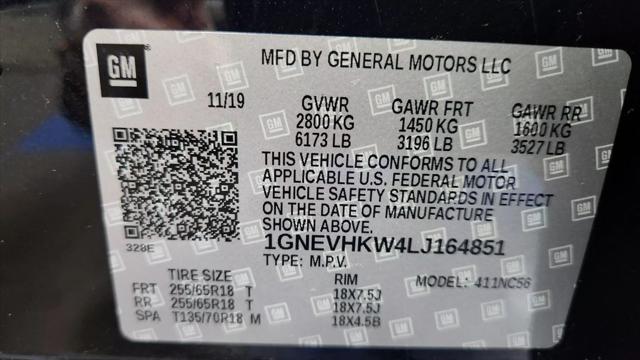 GM
MFD BY GENERAL MOTORS LLC
11/19 GVWR GAWR FRT GAWR RR
2800 KG 1450 KG 1600 KG
6173 LB 3196 LB 3527 LB
THIS VEHICLE CONFORMS TO ALL
APPLICABLE U.S. FEDERAL MOTOR
VEHICLE SAFETY STANDARDS IN EFFECT
ON THE DATE OF MANUFACTURE
SHOWN ABOVE.
328E
1GNEVHKW4LJ164851
TYPE: M.P.V. MODEL: 411NC56
TIRE SIZE RIM
FRT 255/65R18 T 18X7.5J
RR 255/65R18 T 18X7.5J
SPA T135/70R18 M 18X4.5B